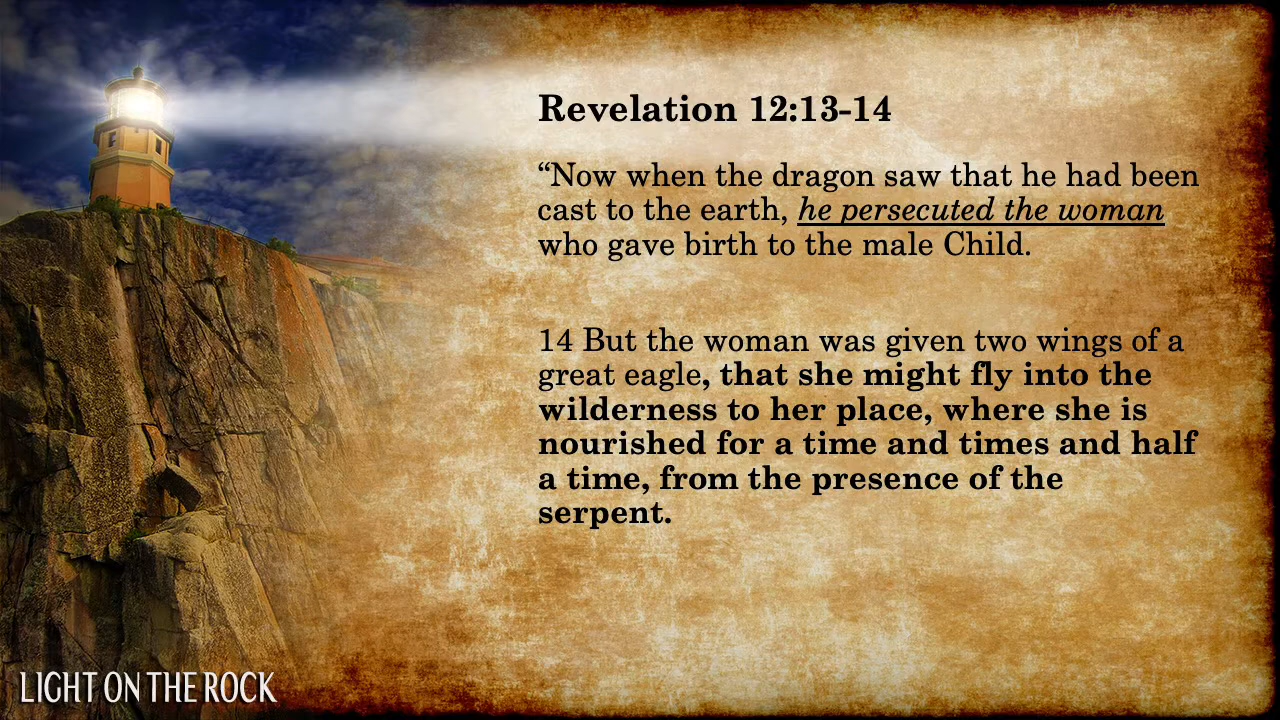 Revelation 12:13-14
“Now when the dragon saw that he had been
cast to the earth, he persecuted the woman
who gave birth to the male Child.
14 But the woman was given two wings of a
great eagle, that she might fly into the
wilderness to her place, where she is
nourished for a time and times and half
a time, from the presence of the
serpent.
LIGHT ON THE ROCK